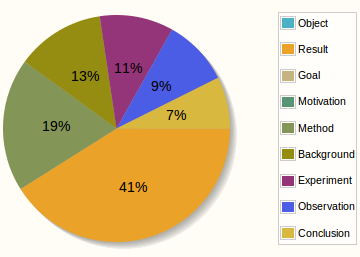 Object
Result
Goal
Motivation
Method
Background
Experiment
Observation
Conclusion
11%
13%
9%
7%
19%
41%